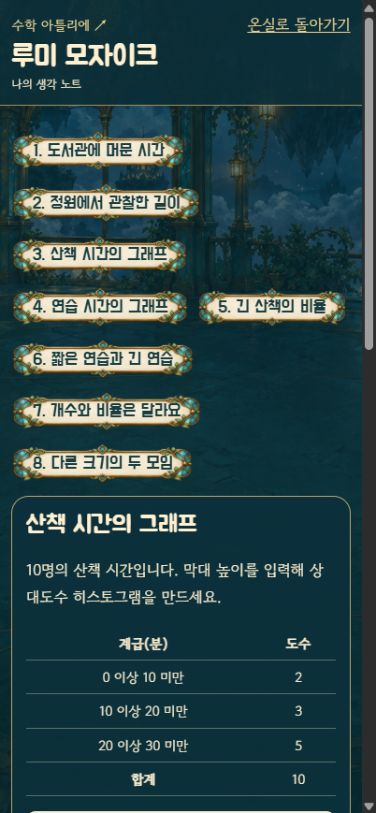 수학 아틀리에 ↗
온실로 돌아가기
루미 모자이크
나의 생각 노트
1. 도서관에 머문 시간
2. 정원에서 관찰한 길이
3. 산책 시간의 그래프
4. 연습 시간의 그래프
5. 긴 산책의 비율
6. 짧은 연습과 긴 연습
7. 개수와 비율은 달라요
8. 다른 크기의 두 모임
산책 시간의 그래프
10명의 산책 시간입니다. 막대 높이를 입력해 상
대도수 히스토그램을 만드세요.
계급(분) 도수
0 이상 10 미만 2
10 이상 20 미만 3
20 이상 30 미만 5
합계 10